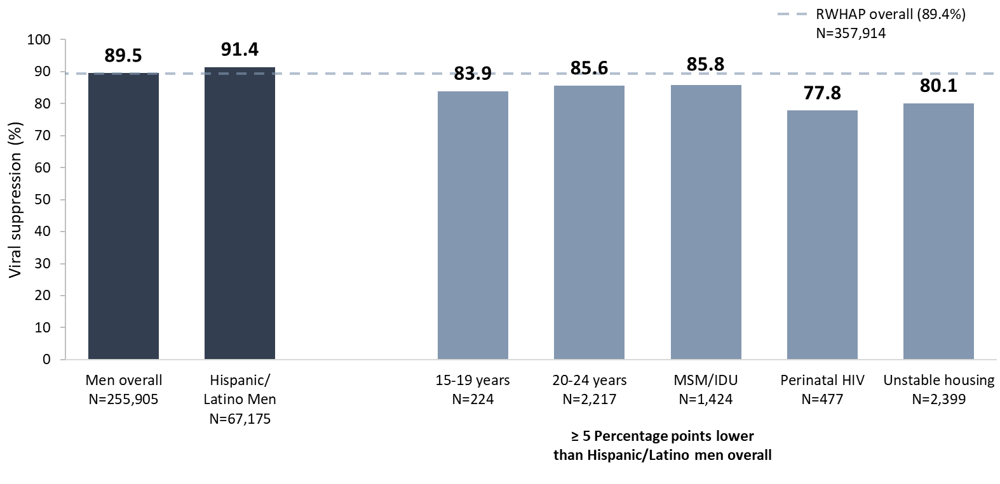 RWHAP overall (89.4%)
N=357,914
Viral suppression (%)
100
90
80
70
60
50
40
30
20
10
0
89.5
91.4
83.9
85.6
85.8
77.8
80.1
Men overall
N=255,905
Hispanic/
Latino Men
N=67,175
15-19 years
N=224
20-24 years
N=2,217
MSM/IDU
N=1,424
Perinatal HIV
N=477
Unstable housing
N=2,399
≥ 5 Percentage points lower
than Hispanic/Latino men overall